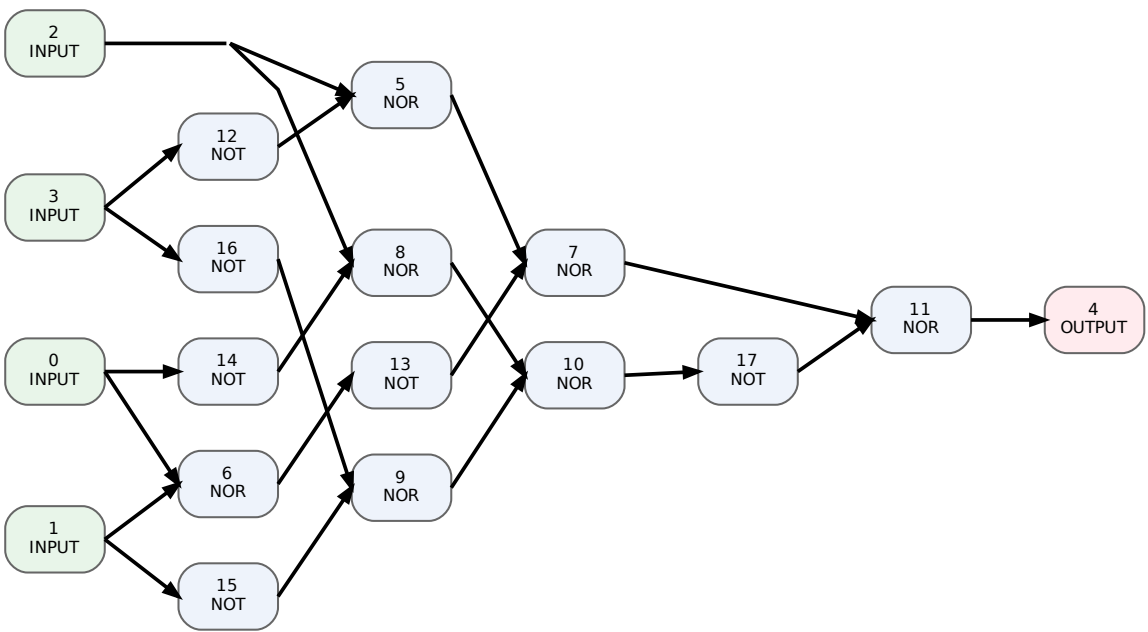 2
INPUT
5
NOR
12
NOT
3
INPUT
16
NOT
8
NOR
7
NOR
11
NOR
4
OUTPUT
0
INPUT
14
NOT
13
NOT
10
NOR
17
NOT
6
NOR
9
NOR
1
INPUT
15
NOT